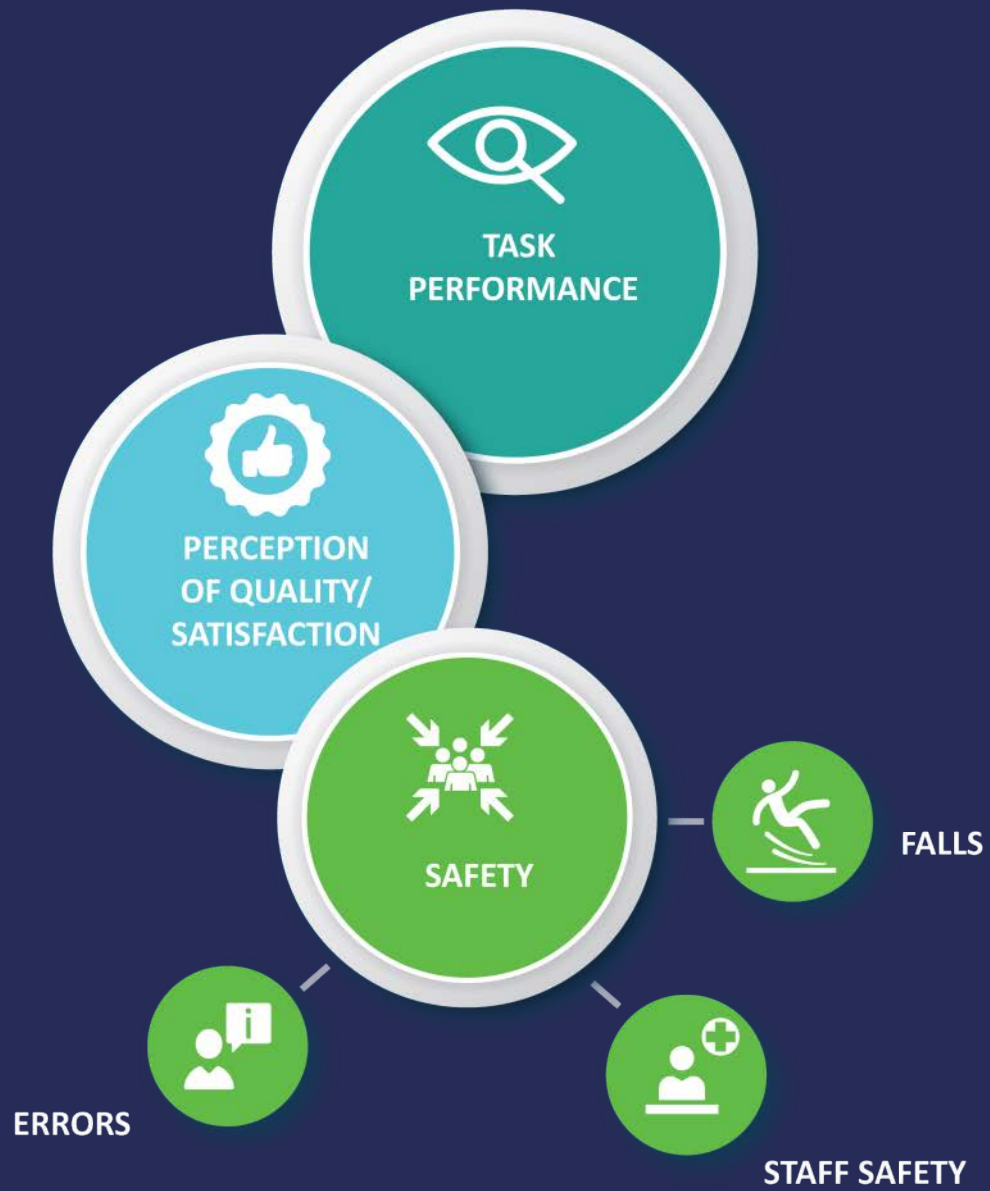 TASK
PERFORMANCE
PERCEPTION
OF QUALITY/
SATISFACTION
SAFETY
FALLS
ERRORS
STAFF SAFETY